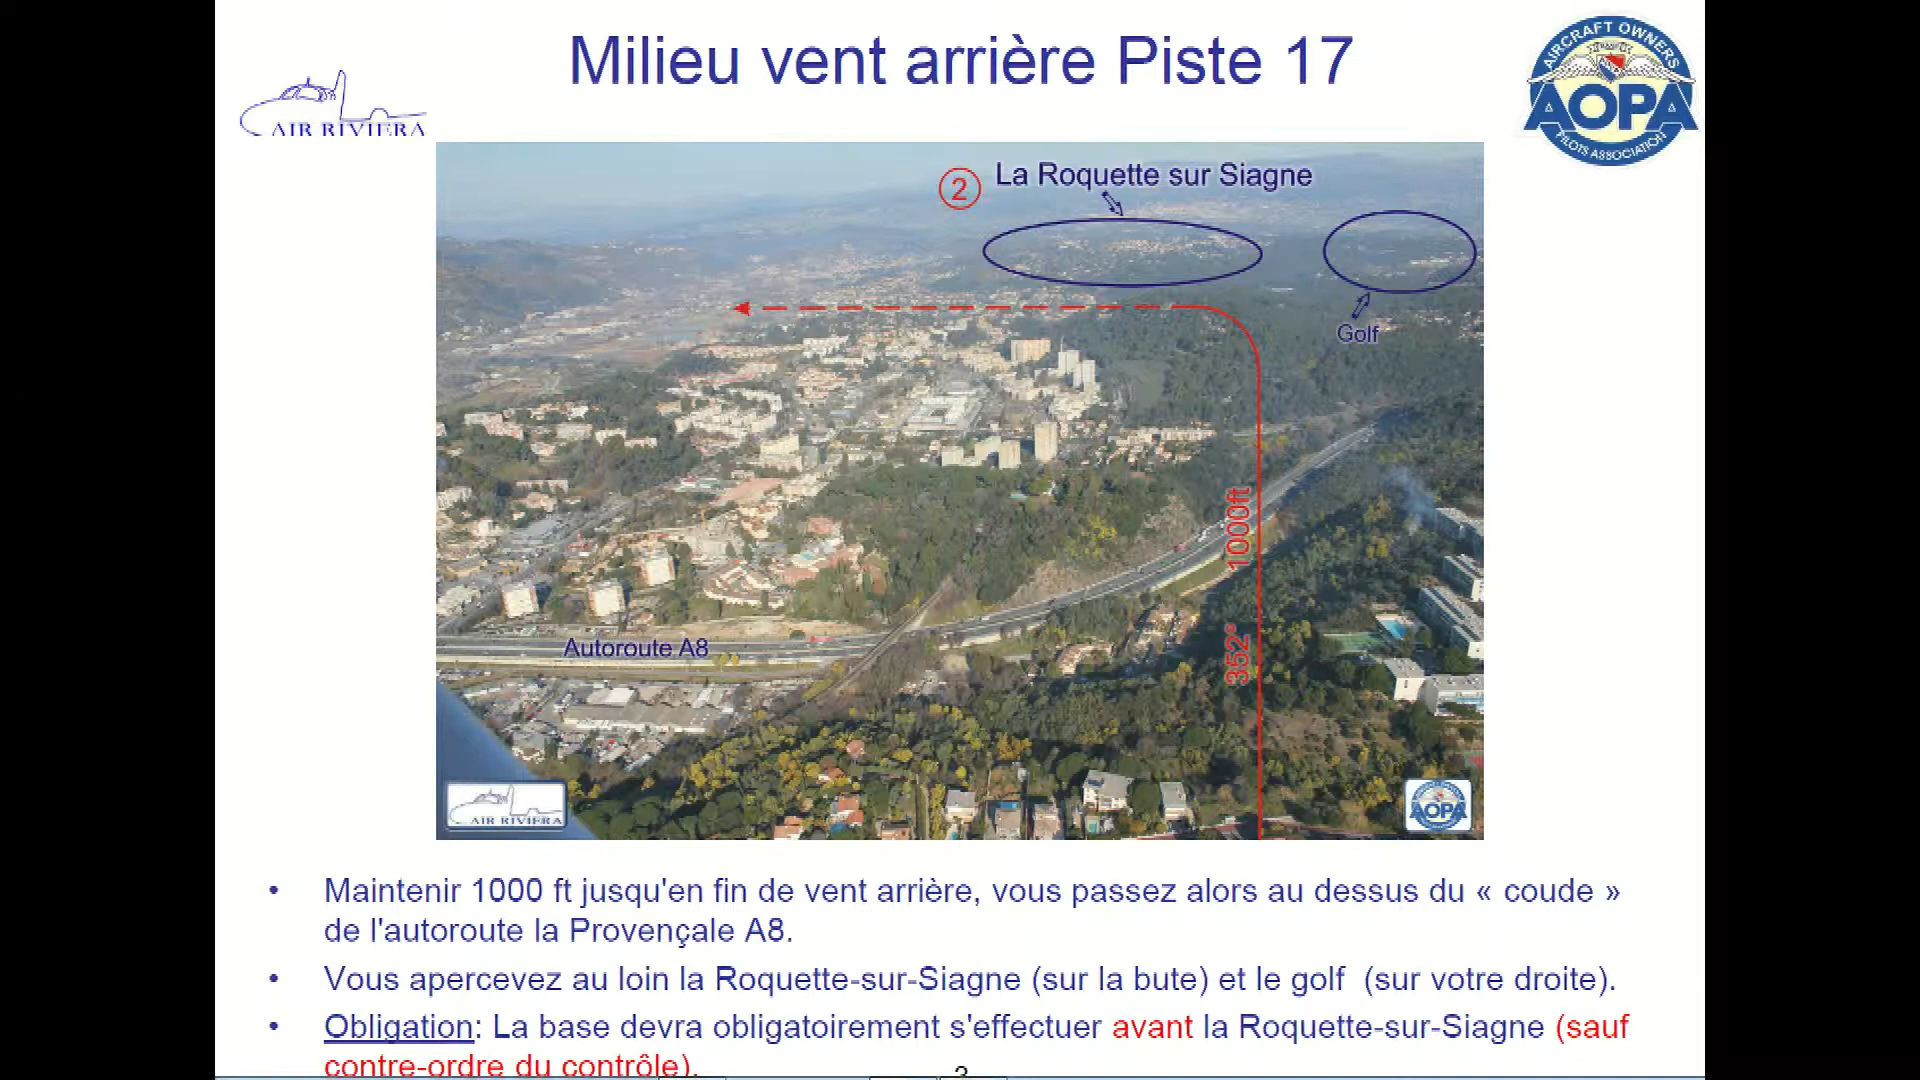 Milieu vent arrière Piste 17
AIR RIVIERA
AIRCRAFT OWNERS
AOPA
PILOTS ASSOCIATION
2
La Roquette sur Siagne
Golf
1000ft
352°
Autoroute A8
AIR RIVIERA
AOPA
• Maintenir 1000 ft jusqu'en fin de vent arrière, vous passez alors au dessus du « coude »
de l'autoroute la Provençale A8.
• Vous apercevez au loin la Roquette-sur-Siagne (sur la bute) et le golf (sur votre droite).
• Obligation: La base devra obligatoirement s'effectuer avant la Roquette-sur-Siagne (sauf
contre-ordre du contrôle).
3